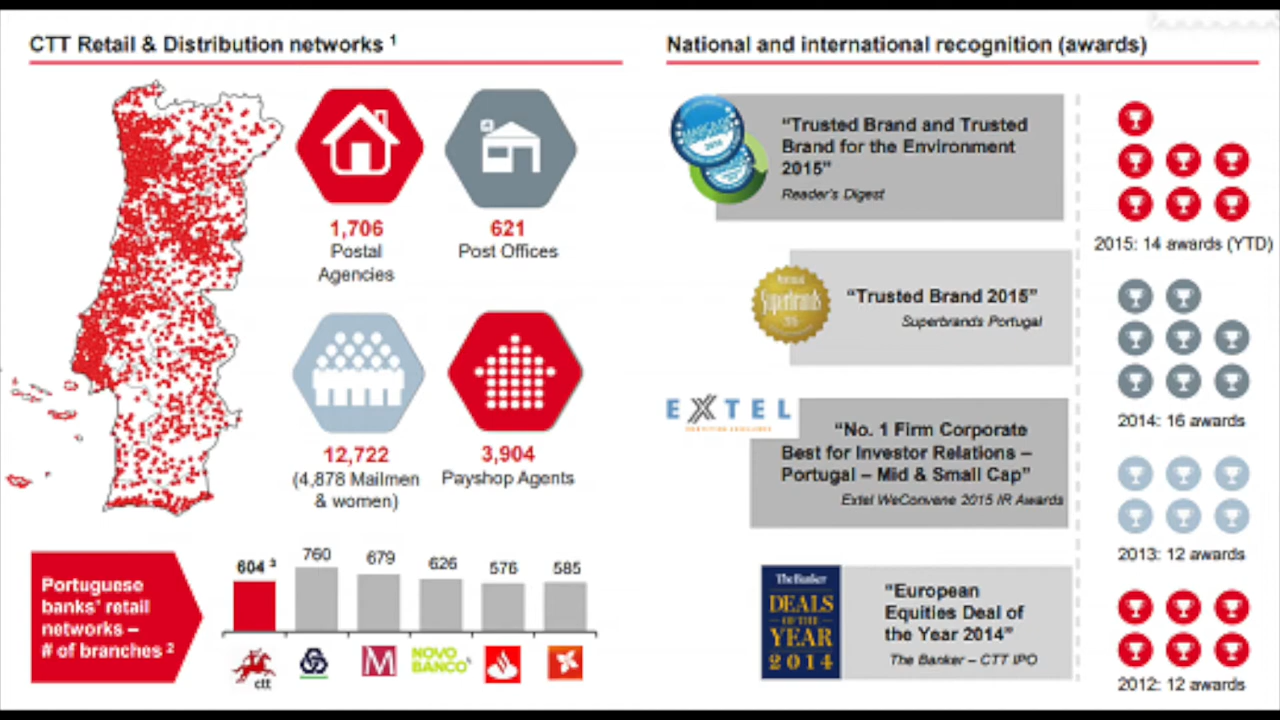 CTT Retail & Distribution networks ¹
1,706
Postal
Agencies
621
Post Offices
12,722
(4,878 Mailmen
& women)
3,904
Payshop Agents
Portuguese
banks' retail
networks –
# of branches ²
604 ³
760
679
626
576
585
ctt
M
NOVO
BANCO
National and international recognition (awards)
"Trusted Brand and Trusted
Brand for the Environment
2015"
Reader's Digest
Superbrands
"Trusted Brand 2015"
Superbrands Portugal
EXTEL
"No. 1 Firm Corporate
Best for Investor Relations –
Portugal – Mid & Small Cap"
Extel WeConvene 2015 IR Awards
The Banker
DEALS
OF THE
YEAR
2014
"European
Equities Deal of
the Year 2014"
The Banker – CTT IPO
2015: 14 awards (YTD)
2014: 16 awards
2013: 12 awards
2012: 12 awards